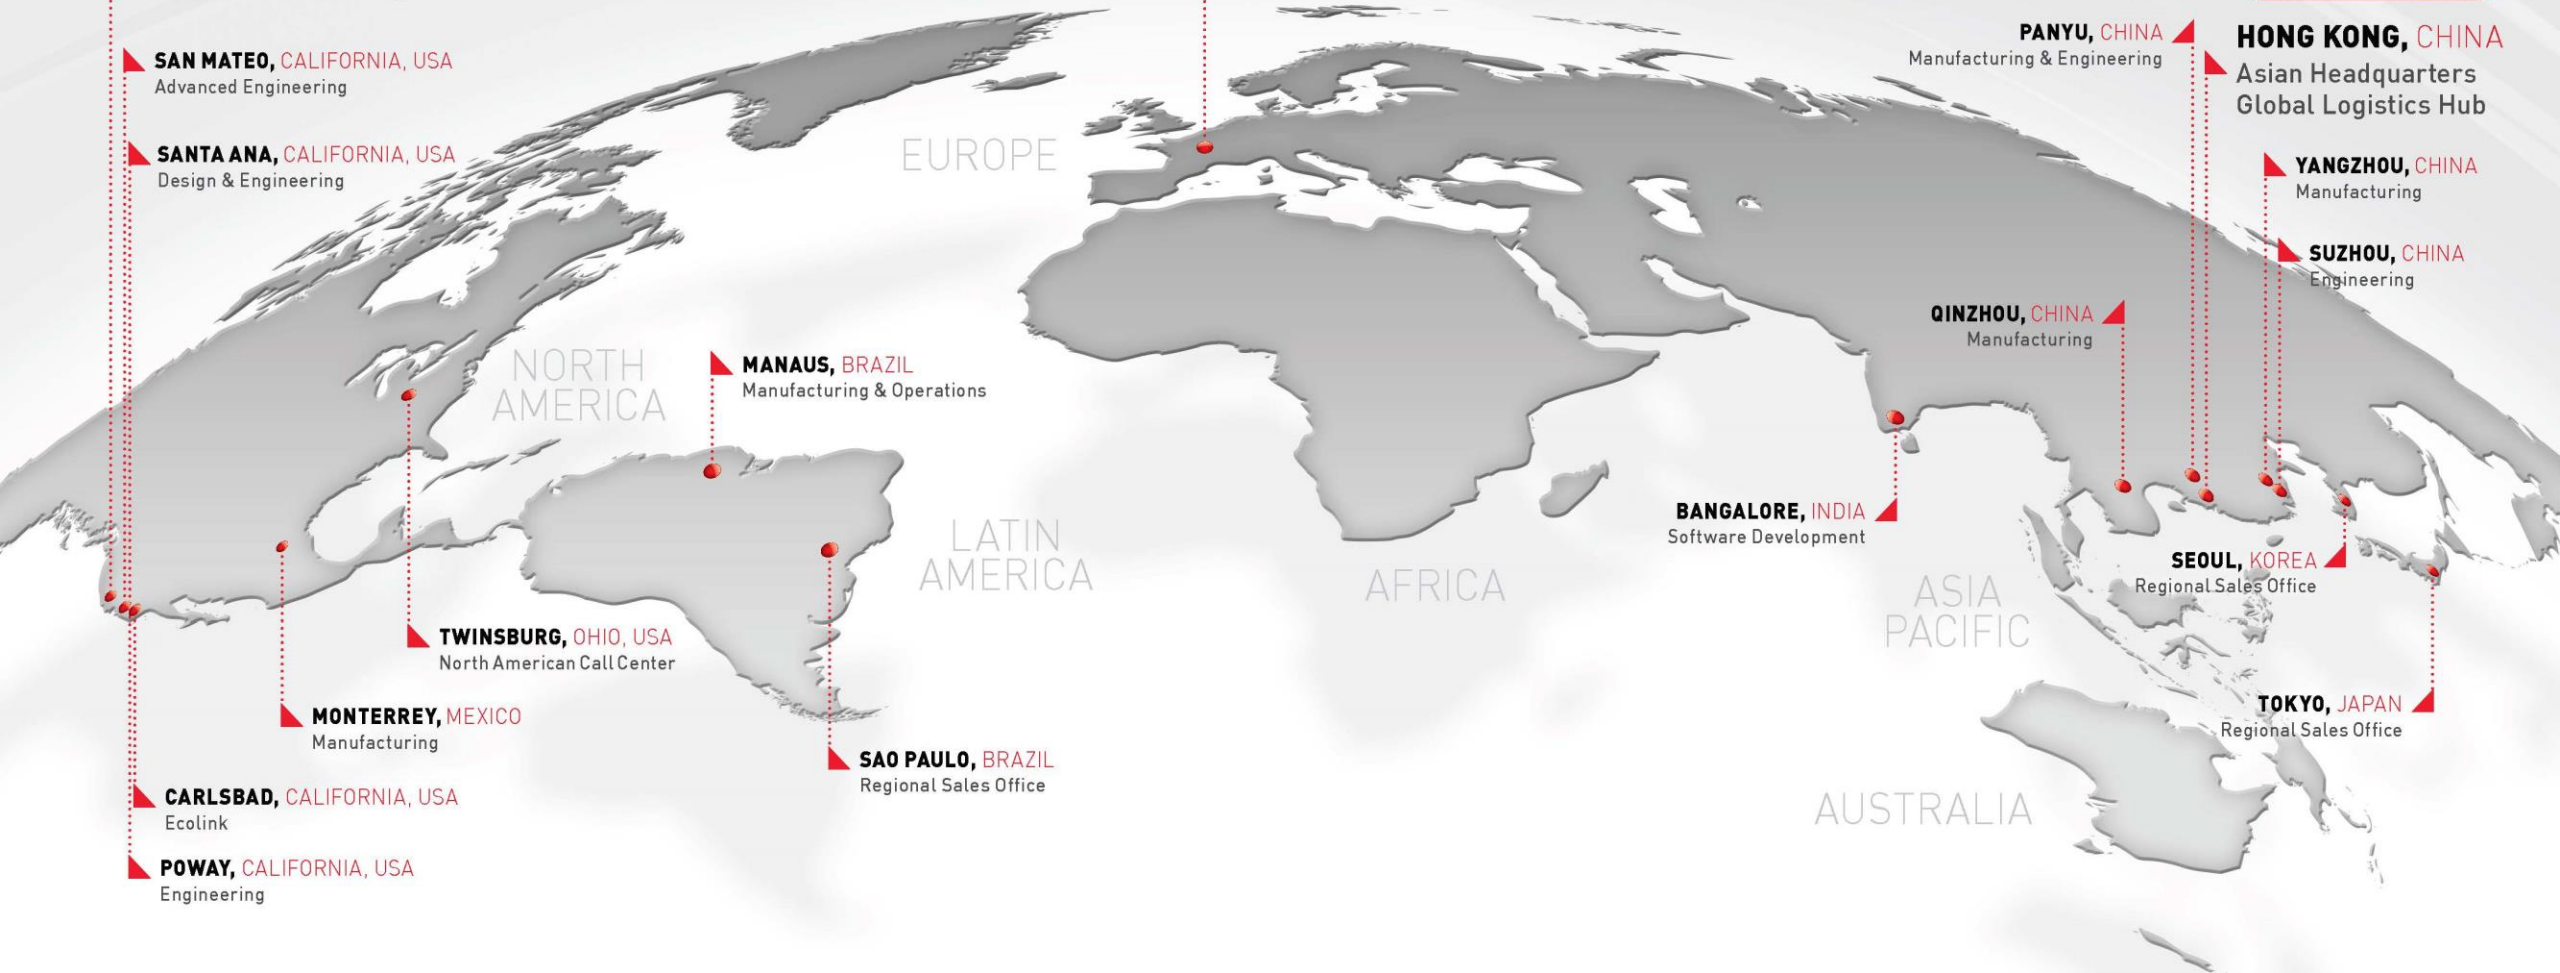 SAN MATEO, CALIFORNIA, USA
Advanced Engineering
SANTA ANA, CALIFORNIA, USA
Design & Engineering
EUROPE
PANYU, CHINA
Manufacturing & Engineering
HONG KONG, CHINA
Asian Headquarters
Global Logistics Hub
YANGZHOU, CHINA
Manufacturing
SUZHOU, CHINA
Engineering
QINZHOU, CHINA
Manufacturing
NORTH
AMERICA
MANAUS, BRAZIL
Manufacturing & Operations
LATIN
AMERICA
AFRICA
BANGALORE, INDIA
Software Development
ASIA
PACIFIC
SEOUL, KOREA
Regional Sales Office
TWINSBURG, OHIO, USA
North American Call Center
MONTERREY, MEXICO
Manufacturing
SAO PAULO, BRAZIL
Regional Sales Office
TOKYO, JAPAN
Regional Sales Office
AUSTRALIA
CARLSBAD, CALIFORNIA, USA
Ecolink
POWAY, CALIFORNIA, USA
Engineering